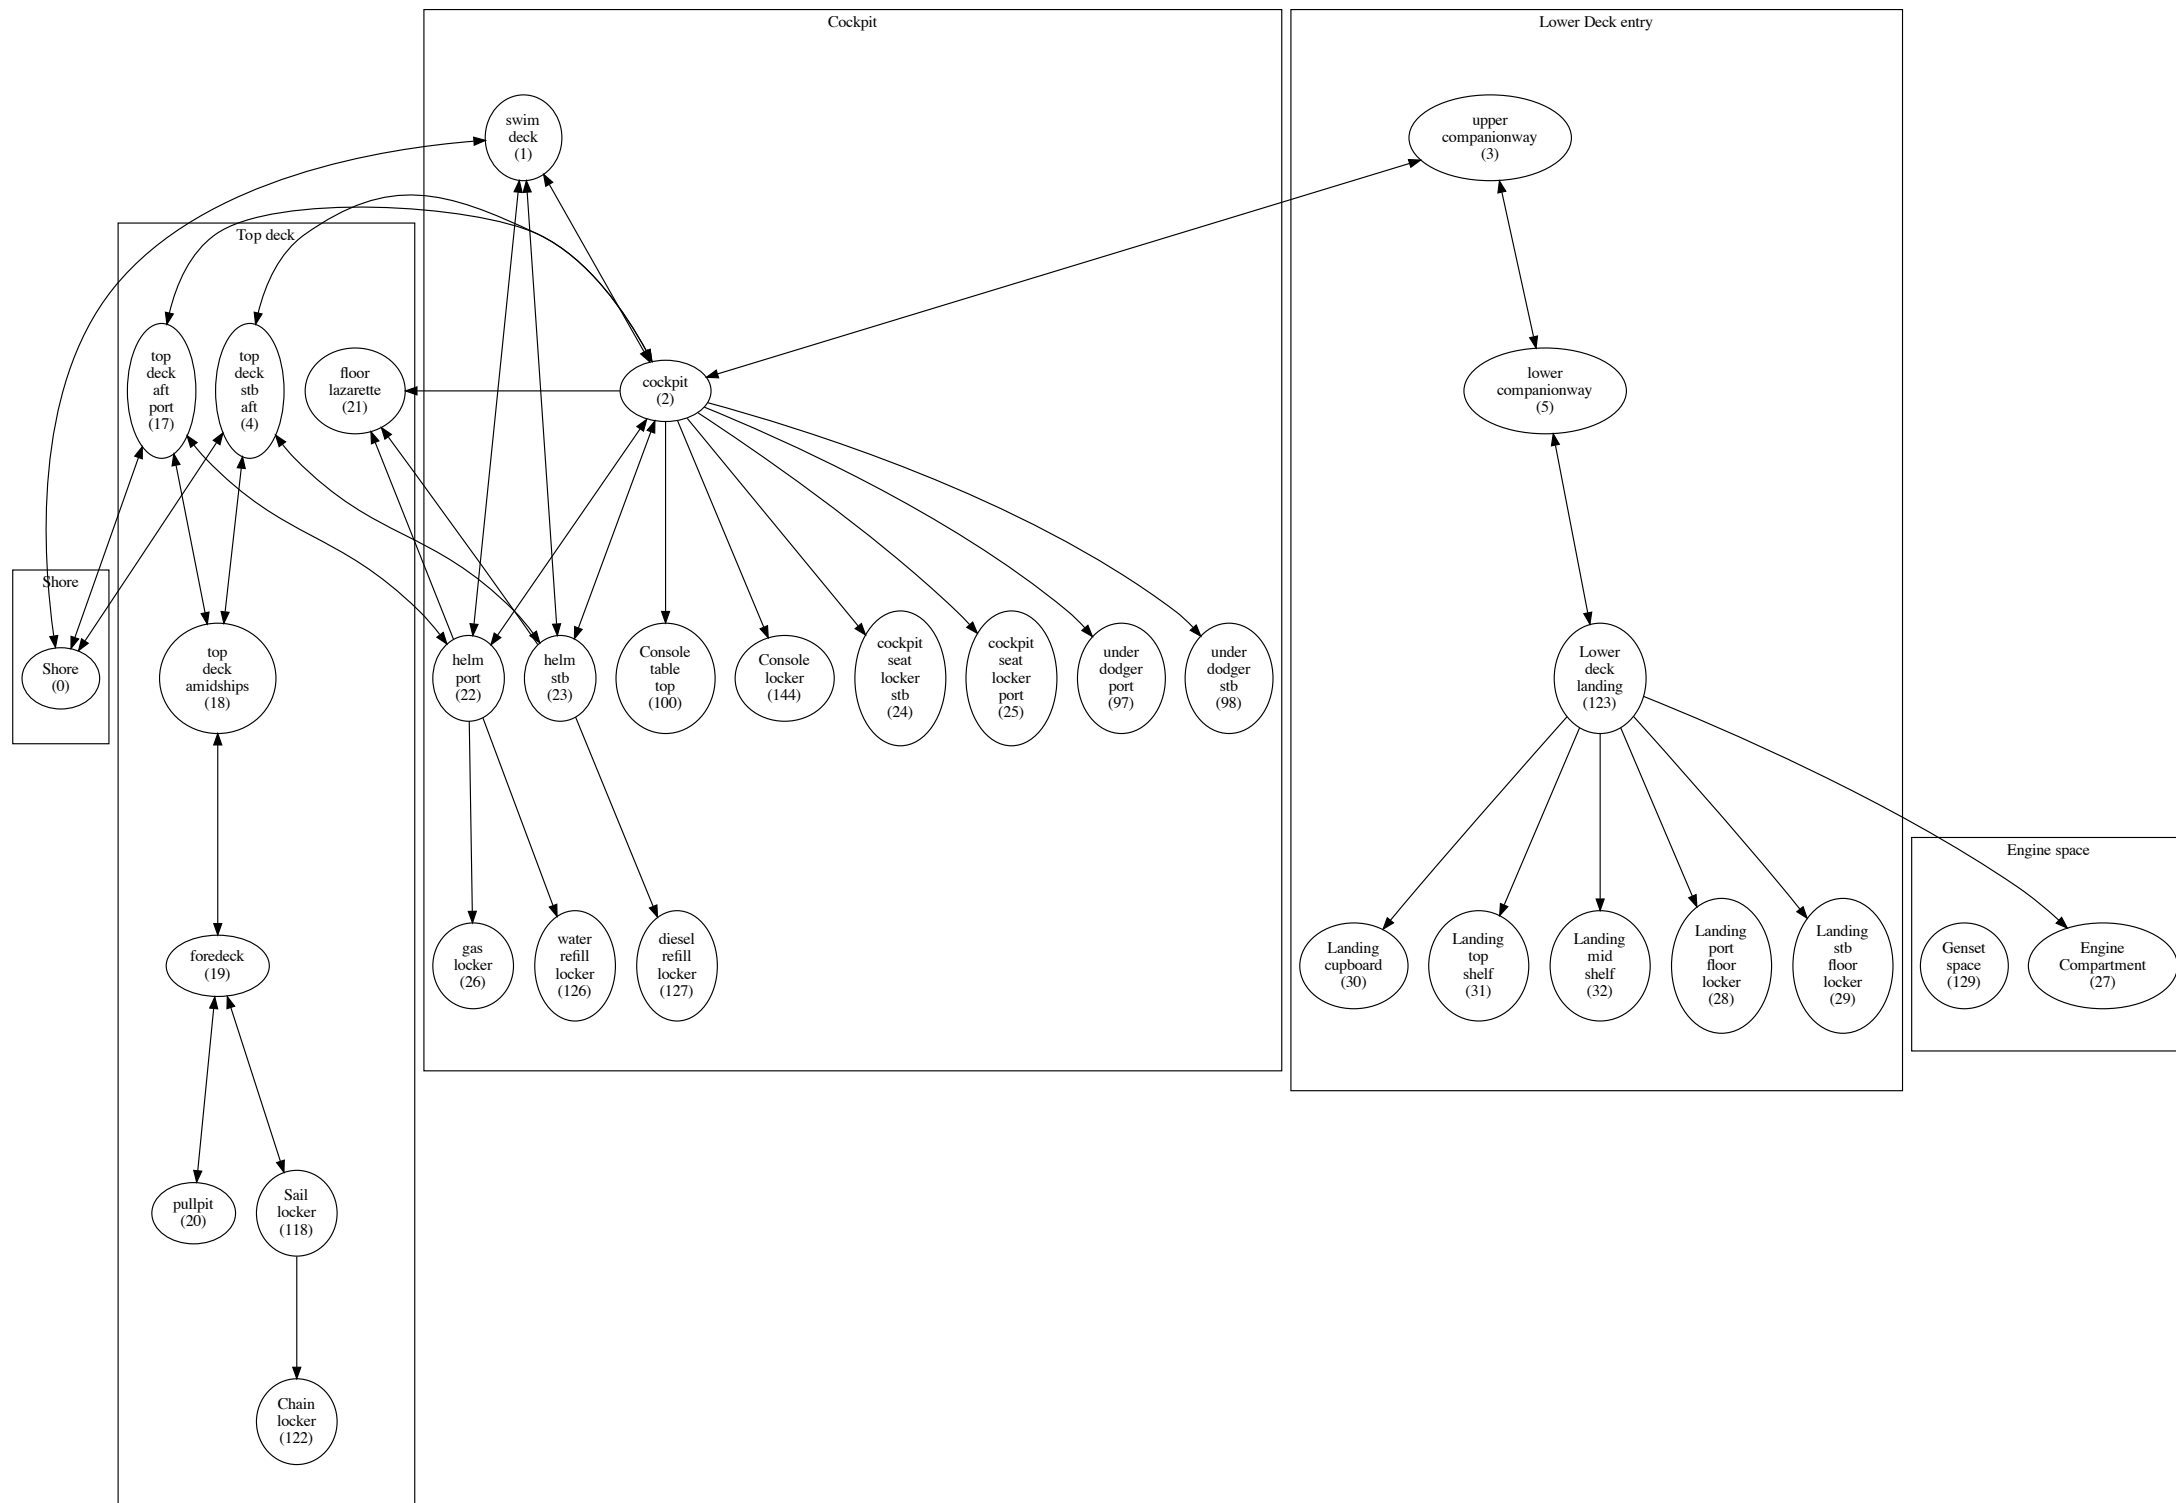 Cockpit
Lower Deck entry
swim
deck
(1)
upper
companionway
(3)
Top deck
top
deck
aft
port
(17)
top
deck
stb
aft
(4)
floor
lazarette
(21)
cockpit
(2)
lower
companionway
(5)
Shore
Shore
(0)
top
deck
amidships
(18)
helm
port
(22)
helm
stb
(23)
Console
table
top
(100)
Console
locker
(144)
cockpit
seat
locker
stb
(24)
cockpit
seat
locker
port
(25)
under
dodger
port
(97)
under
dodger
stb
(98)
Lower
deck
landing
(123)
Engine space
foredeck
(19)
gas
locker
(26)
water
refill
locker
(126)
diesel
refill
locker
(127)
Landing
cupboard
(30)
Landing
top
shelf
(31)
Landing
mid
shelf
(32)
Landing
port
floor
locker
(28)
Landing
stb
floor
locker
(29)
Genset
space
(129)
Engine
Compartment
(27)
pullpit
(20)
Sail
locker
(118)
Chain
locker
(122)